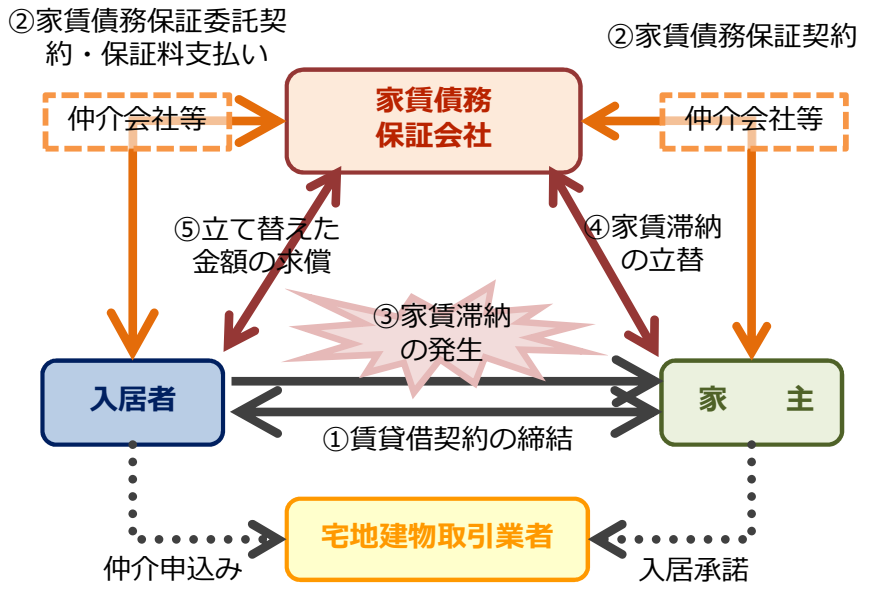 ②家賃債務保証委託契
約・保証料支払い
②家賃債務保証契約
仲介会社等
家賃債務
保証会社
仲介会社等
⑤立て替えた
金額の求償
④家賃滞納
の立替
③家賃滞納
の発生
入居者
家　主
①賃貸借契約の締結
宅地建物取引業者
仲介申込み
入居承諾